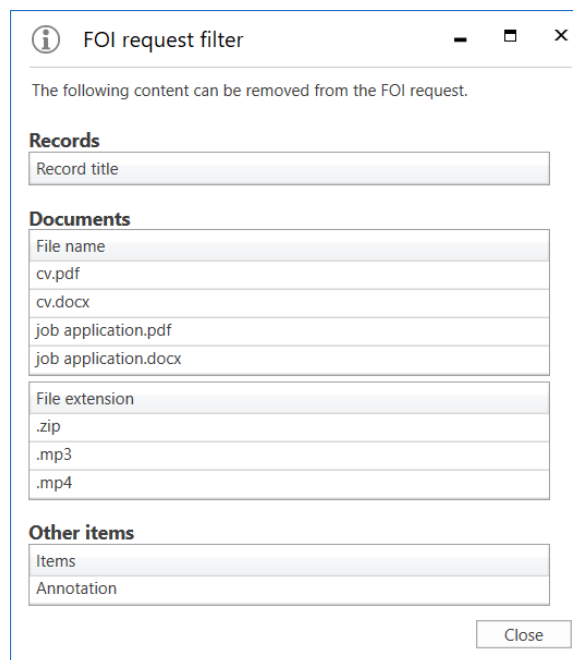 FOI request filter
The following content can be removed from the FOI request.
Records
Record title
Documents
File name
cv.pdf
cv.docx
job application.pdf
job application.docx
File extension
.zip
.mp3
.mp4
Other items
Items
Annotation
Close